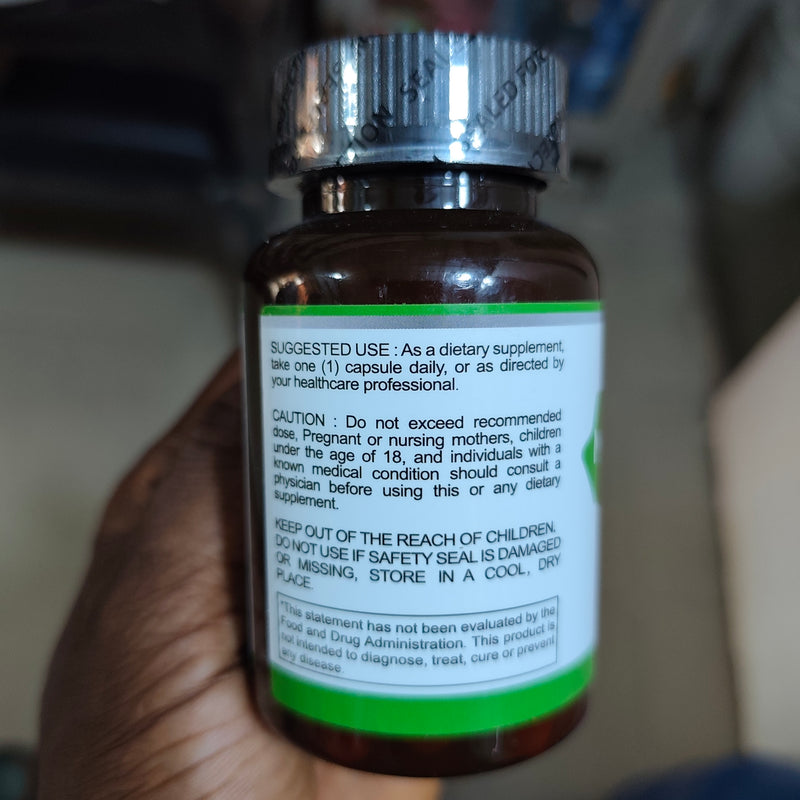 SEALED FOR
SUGGESTED USE : As a dietary supplement,
take one (1) capsule daily, or as directed by
your healthcare professional.
CAUTION : Do not exceed recommended
dose, Pregnant or nursing mothers, children
under the age of 18, and individuals with a
known medical condition should consult a
physician before using this or any dietary
supplement.
KEEP OUT OF THE REACH OF CHILDREN.
DO NOT USE IF SAFETY SEAL IS DAMAGED
OR MISSING, STORE IN A COOL, DRY
PLACE.
*This statement has not been evaluated by the
Food and Drug Administration. This product is
not intended to diagnose, treat, cure or prevent
any disease.